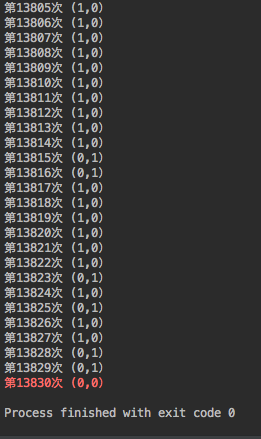 第13805次 (1,0)
第13806次 (1,0)
第13807次 (1,0)
第13808次 (1,0)
第13809次 (1,0)
第13810次 (1,0)
第13811次 (1,0)
第13812次 (1,0)
第13813次 (1,0)
第13814次 (1,0)
第13815次 (0,1)
第13816次 (0,1)
第13817次 (1,0)
第13818次 (1,0)
第13819次 (1,0)
第13820次 (1,0)
第13821次 (1,0)
第13822次 (1,0)
第13823次 (0,1)
第13824次 (1,0)
第13825次 (0,1)
第13826次 (1,0)
第13827次 (1,0)
第13828次 (0,1)
第13829次 (0,1)
第13830次 (0,0)
Process finished with exit code 0